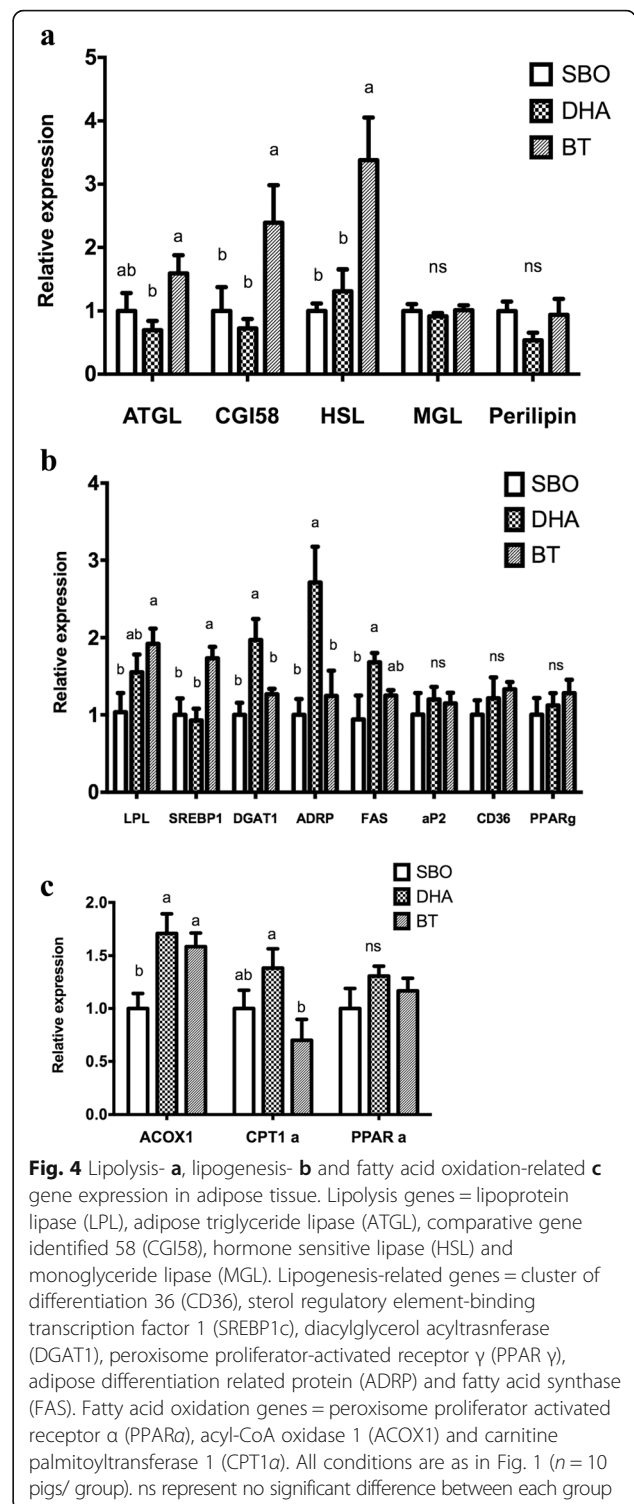 a
5
4
3
2
1
0
Relative expression
SBO
DHA
BT
ab
b
a
b
b
a
b
b
a
ns
ns
ATGL CGI58 HSL MGL Perilipin
b
4
3
2
1
0
Relative expression
SBO
DHA
BT
b
ab
a
b
b
a
b
a
b
b
a
b
b
a
ab
ns
ns
ns
LPL SREBP1 DGAT1 ADRP FAS aP2 CD36 PPARg
c
2.0
1.5
1.0
0.5
0.0
Relative expression
SBO
DHA
BT
b
a
a
ab
a
b
ns
ACOX1 CPT1 a PPAR a
Fig. 4 Lipolysis- a, lipogenesis- b and fatty acid oxidation-related c
gene expression in adipose tissue. Lipolysis genes = lipoprotein
lipase (LPL), adipose triglyceride lipase (ATGL), comparative gene
identified 58 (CGI58), hormone sensitive lipase (HSL) and
monoglyceride lipase (MGL). Lipogenesis-related genes = cluster of
differentiation 36 (CD36), sterol regulatory element-binding
transcription factor 1 (SREBP1c), diacylglycerol acyltrasnferase
(DGAT1), peroxisome proliferator-activated receptor γ (PPAR γ),
adipose differentiation related protein (ADRP) and fatty acid synthase
(FAS). Fatty acid oxidation genes = peroxisome proliferator activated
receptor α (PPARα), acyl-CoA oxidase 1 (ACOX1) and carnitine
palmitoyltransferase 1 (CPT1α). All conditions are as in Fig. 1 (n = 10
pigs/ group). ns represent no significant difference between each group